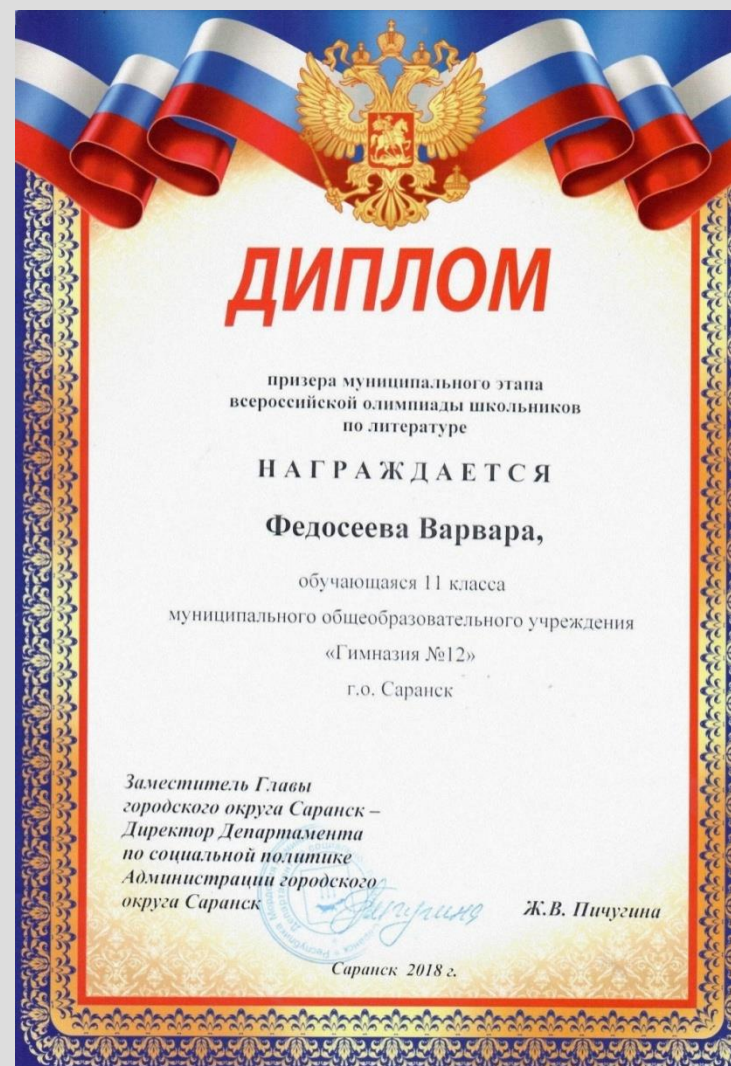 ДИПЛОМ
призера муниципального этапа
всероссийской олимпиады школьников
по литературе
НАГРАЖДАЕТСЯ
Федосеева Варвара,
обучающаяся 11 класса
муниципального общеобразовательного учреждения
«Гимназия №12»
г.о. Саранск
Заместитель Главы
городского округа Саранск –
Директор Департамента
по социальной политике
Администрации городского
округа Саранск
Ж.В. Пичугина
Саранск 2018 г.